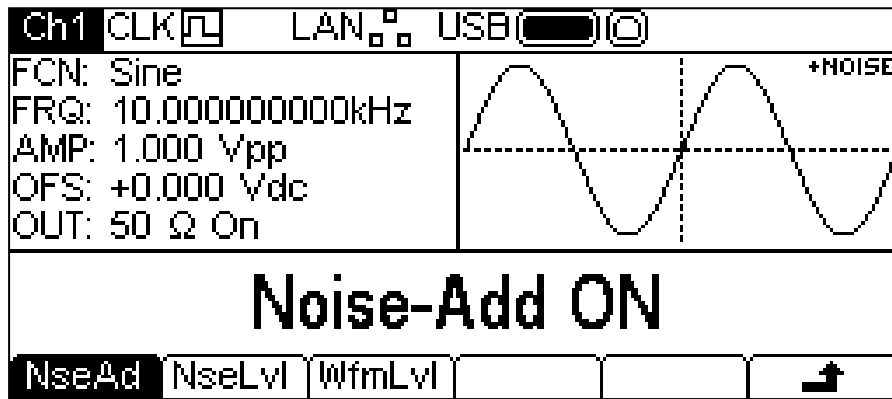 Ch1 CLK LAN USB
FCN: Sine
FRQ: 10.000000000kHz
AMP: 1.000 Vpp
OFS: +0.000 Vdc
OUT: 50 Ω On
+NOISE
Noise-Add ON
NseAd NseLvl WfmLvl